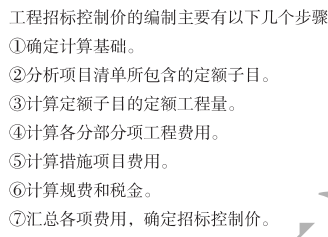 工程招标控制价的编制主要有以下几个步骤
①确定计算基础。
②分析项目清单所包含的定额子目。
③计算定额子目的定额工程量。
④计算各分部分项工程费用。
⑤计算措施项目费用。
⑥计算规费和税金。
⑦汇总各项费用，确定招标控制价。